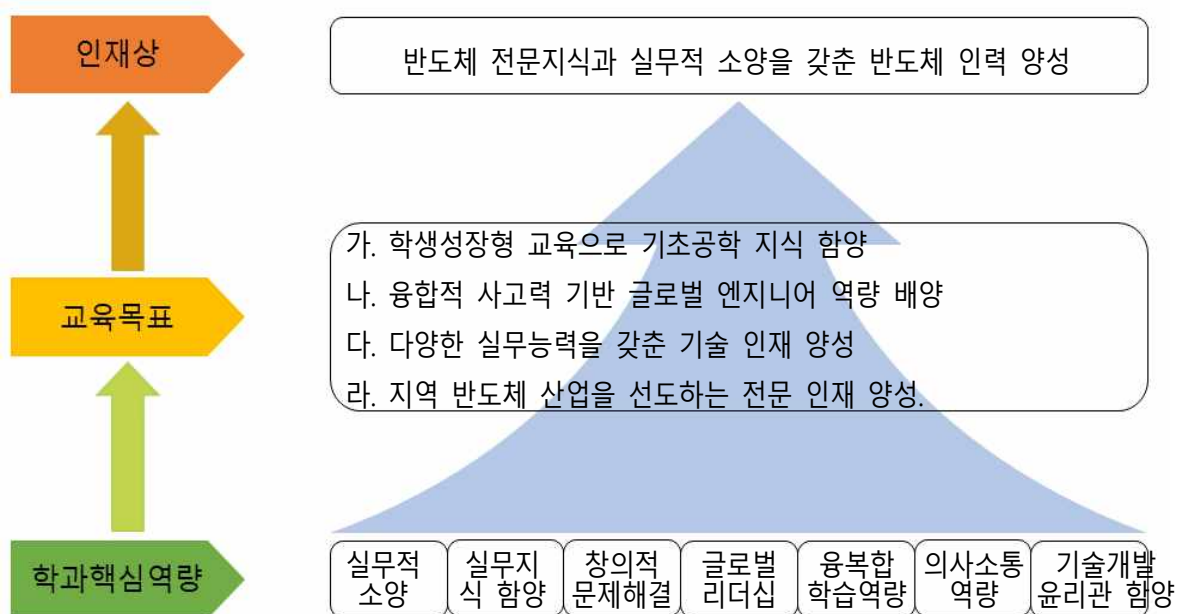 인재상
반도체 전문지식과 실무적 소양을 갖춘 반도체 인력 양성
교육목표
가. 학생성장형 교육으로 기초공학 지식 함양
나. 융합적 사고력 기반 글로벌 엔지니어 역량 배양
다. 다양한 실무능력을 갖춘 기술 인재 양성
라. 지역 반도체 산업을 선도하는 전문 인재 양성.
학과핵심역량
실무적
소양
실무지
식 함양
창의적
문제해결
글로벌
리더십
융복합
학습역량
의사소통
역량
기술개발
윤리관 함양